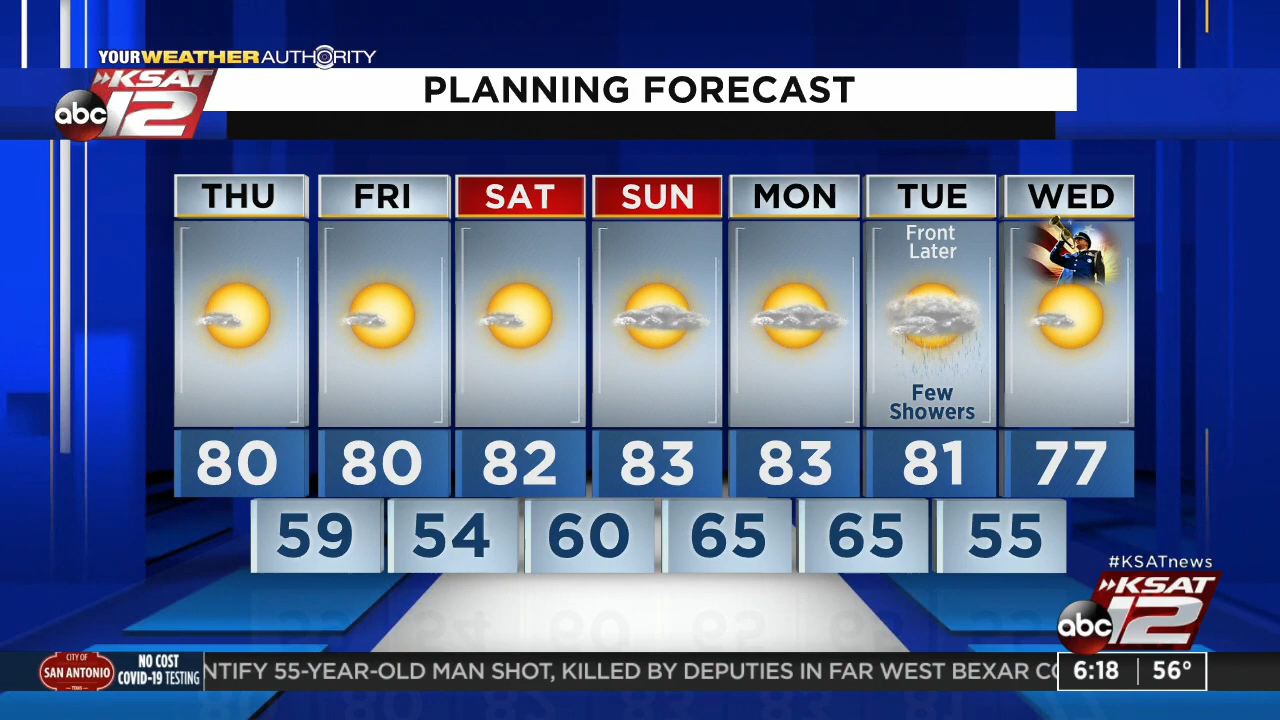 YOURWEATHERAUTHORITY
KSAT
abc 12
PLANNING FORECAST
THU FRI SAT SUN MON TUE WED
Front
Later
Few
Showers
80 80 82 83 83 81 77
59 54 60 65 65 55
#KSATnews
KSAT
abc 12
CITY OF
SAN ANTONIO
TEXAS
NO COST
COVID-19 TESTING
NTIFY 55-YEAR-OLD MAN SHOT, KILLED BY DEPUTIES IN FAR WEST BEXAR CO
6:18 56°